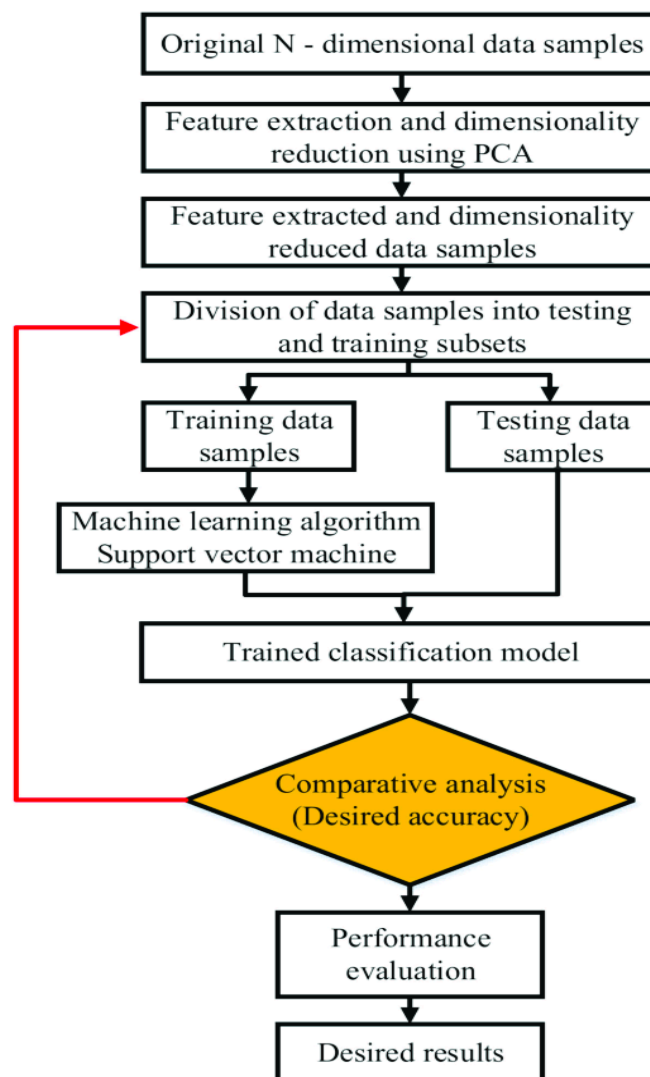 Original N - dimensional data samples
Feature extraction and dimensionality
reduction using PCA
Feature extracted and dimensionality
reduced data samples
Division of data samples into testing
and training subsets
Training data
samples
Testing data
samples
Machine learning algorithm
Support vector machine
Trained classification model
Comparative analysis
(Desired accuracy)
Performance
evaluation
Desired results